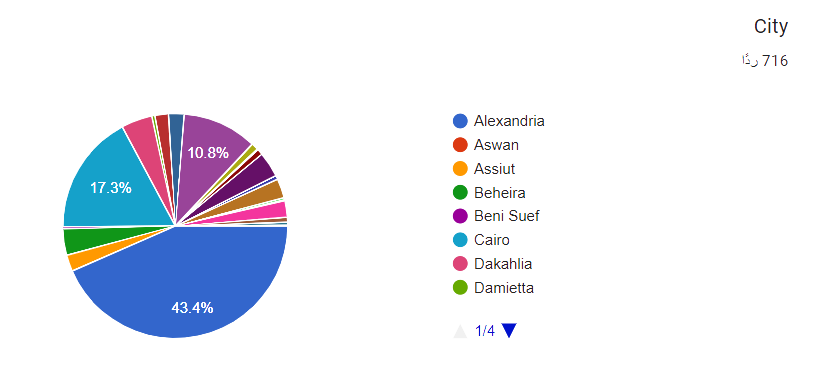 City
716 ردًا
Alexandria
Aswan
Assiut
Beheira
Beni Suef
Cairo
Dakahlia
Damietta
1/4
10.8%
17.3%
43.4%